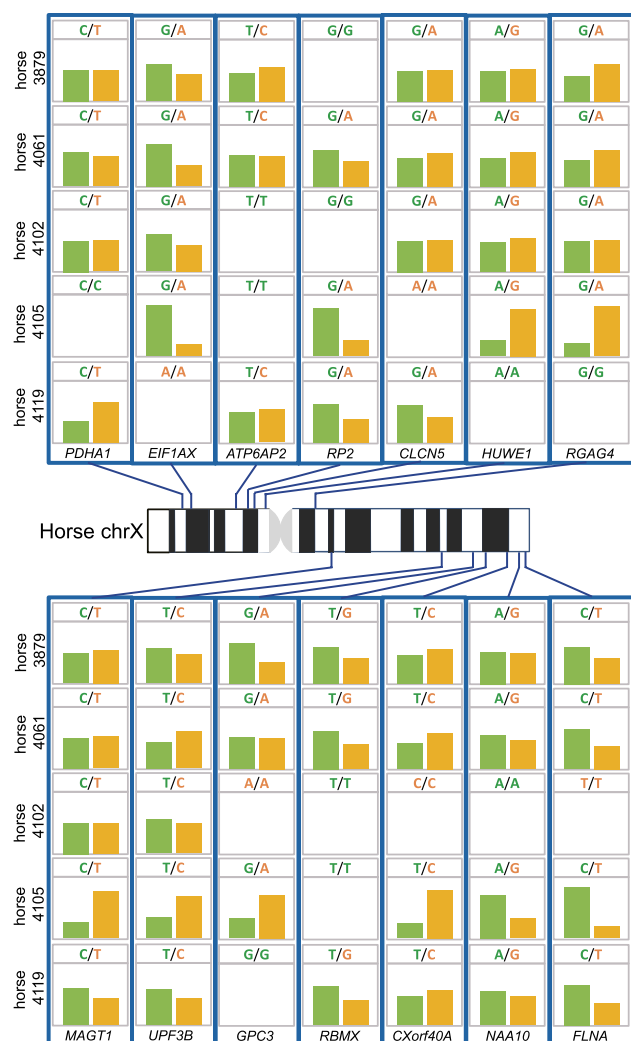 C/T G/A T/C G/G G/A A/G G/A
horse 3879
C/T G/A T/C G/A G/A A/G G/A
horse 4061
C/T G/A T/T G/G G/A A/G G/A
horse 4102
C/C G/A T/T G/A A/A A/G G/A
horse 4105
C/T A/A T/C G/A G/A A/A G/G
horse 4119
PDHA1 EIF1AX ATP6AP2 RP2 CLCN5 HUWE1 RGAG4
Horse chrX
C/T T/C G/A T/G T/C A/G C/T
horse 3879
C/T T/C G/A T/G T/C A/G C/T
horse 4061
C/T T/C A/A T/T C/C A/A T/T
horse 4102
C/T T/C G/A T/T T/C A/G C/T
horse 4105
C/T T/C G/G T/G T/C A/G C/T
horse 4119
MAGT1 UPF3B GPC3 RBMX CXorf40A NAA10 FLNA